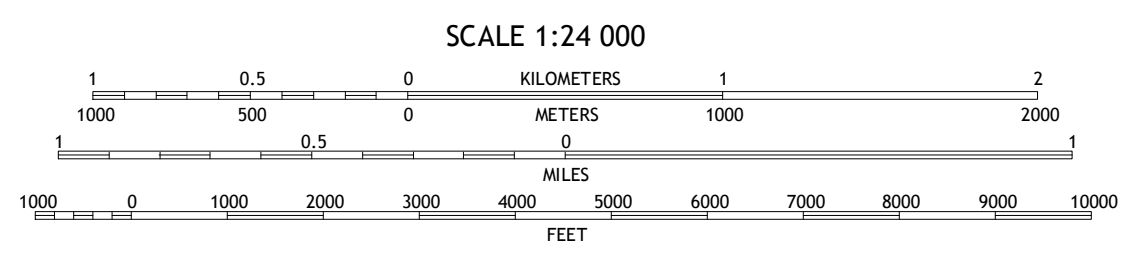 SCALE 1:24 000
1 0.5 0 KILOMETERS 1 2
1000 500 0 METERS 1000 2000
1 0.5 0 1
MILES
1000 0 1000 2000 3000 4000 5000 6000 7000 8000 9000 10000
FEET